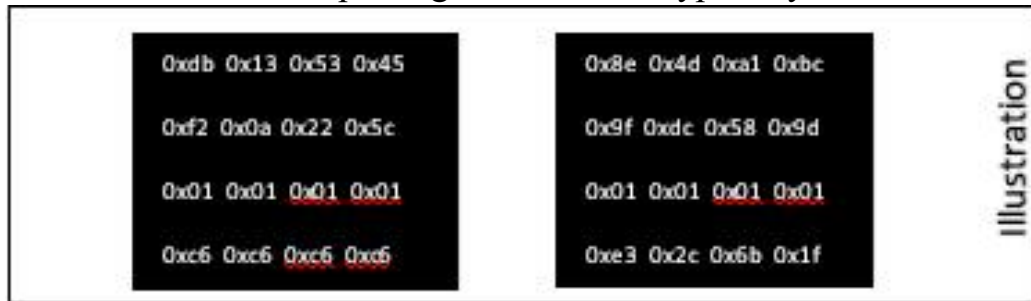 0xdb 0x13 0x53 0x45
0xf2 0x0a 0x22 0x5c
0x01 0x01 0x01 0x01
0xc6 0xc6 0xc6 0xc6
0x8e 0x4d 0xa1 0xbc
0x9f 0xdc 0x58 0x9d
0x01 0x01 0x01 0x01
0xe3 0x2c 0x6b 0x1f
Illustration